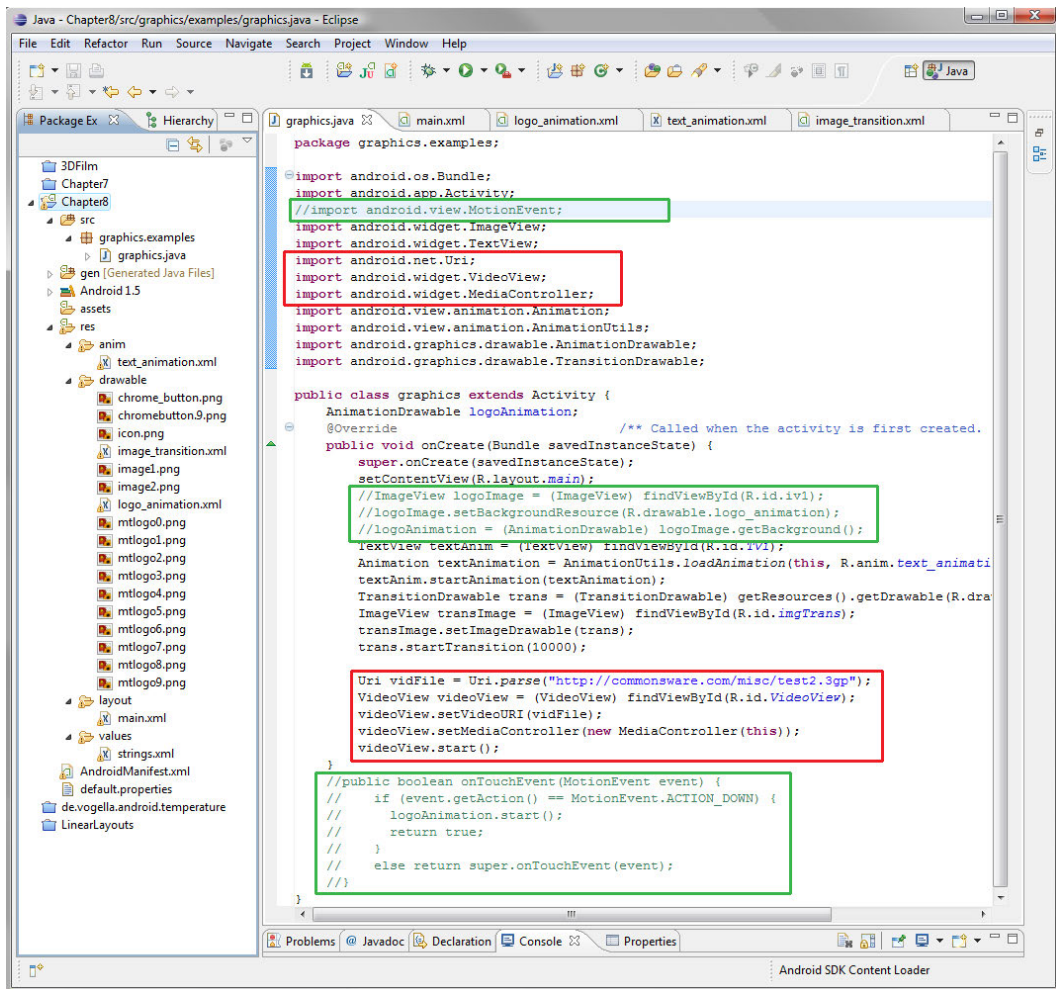 Java - Chapter8/src/graphics/examples/graphics.java - Eclipse
File Edit Refactor Run Source Navigate Search Project Window Help
Java
Package Ex
Hierarchy
graphics.java
main.xml
logo_animation.xml
text_animation.xml
image_transition.xml
3DFilm
Chapter7
Chapter8
src
graphics.examples
graphics.java
gen [Generated Java Files]
Android 1.5
assets
res
anim
text_animation.xml
drawable
chrome_button.png
chromebutton.9.png
icon.png
image_transition.xml
image1.png
image2.png
logo_animation.xml
mtlogo0.png
mtlogo1.png
mtlogo2.png
mtlogo3.png
mtlogo4.png
mtlogo5.png
mtlogo6.png
mtlogo7.png
mtlogo8.png
mtlogo9.png
layout
main.xml
values
strings.xml
AndroidManifest.xml
default.properties
de.vogella.android.temperature
LinearLayouts
package graphics.examples;
import android.os.Bundle;
import android.app.Activity;
//import android.view.MotionEvent;
import android.widget.ImageView;
import android.widget.TextView;
import android.net.Uri;
import android.widget.VideoView;
import android.widget.MediaController;
import android.view.animation.Animation;
import android.view.animation.AnimationUtils;
import android.graphics.drawable.AnimationDrawable;
import android.graphics.drawable.TransitionDrawable;
public class graphics extends Activity {
AnimationDrawable logoAnimation;
@Override /** Called when the activity is first created.
public void onCreate(Bundle savedInstanceState) {
super.onCreate(savedInstanceState);
setContentView(R.layout.main);
//ImageView logoImage = (ImageView) findViewById(R.id.iv1);
//logoImage.setBackgroundResource(R.drawable.logo_animation);
//logoAnimation = (AnimationDrawable) logoImage.getBackground();
TextView textAnim = (TextView) findViewById(R.id.tv1);
Animation textAnimation = AnimationUtils.loadAnimation(this, R.anim.text_animati
textAnim.startAnimation(textAnimation);
TransitionDrawable trans = (TransitionDrawable) getResources().getDrawable(R.dra
ImageView transImage = (ImageView) findViewById(R.id.imgTrans);
transImage.setImageDrawable(trans);
trans.startTransition(10000);
Uri vidFile = Uri.parse("http://commonsware.com/misc/test2.3gp");
VideoView videoView = (VideoView) findViewById(R.id.VideoView);
videoView.setVideoURI(vidFile);
videoView.setMediaController(new MediaController(this));
videoView.start();
}
//public boolean onTouchEvent(MotionEvent event) {
// if (event.getAction() == MotionEvent.ACTION_DOWN) {
// logoAnimation.start();
// return true;
// }
// else return super.onTouchEvent(event);
//}
}
Problems @ Javadoc Declaration Console Properties
Android SDK Content Loader